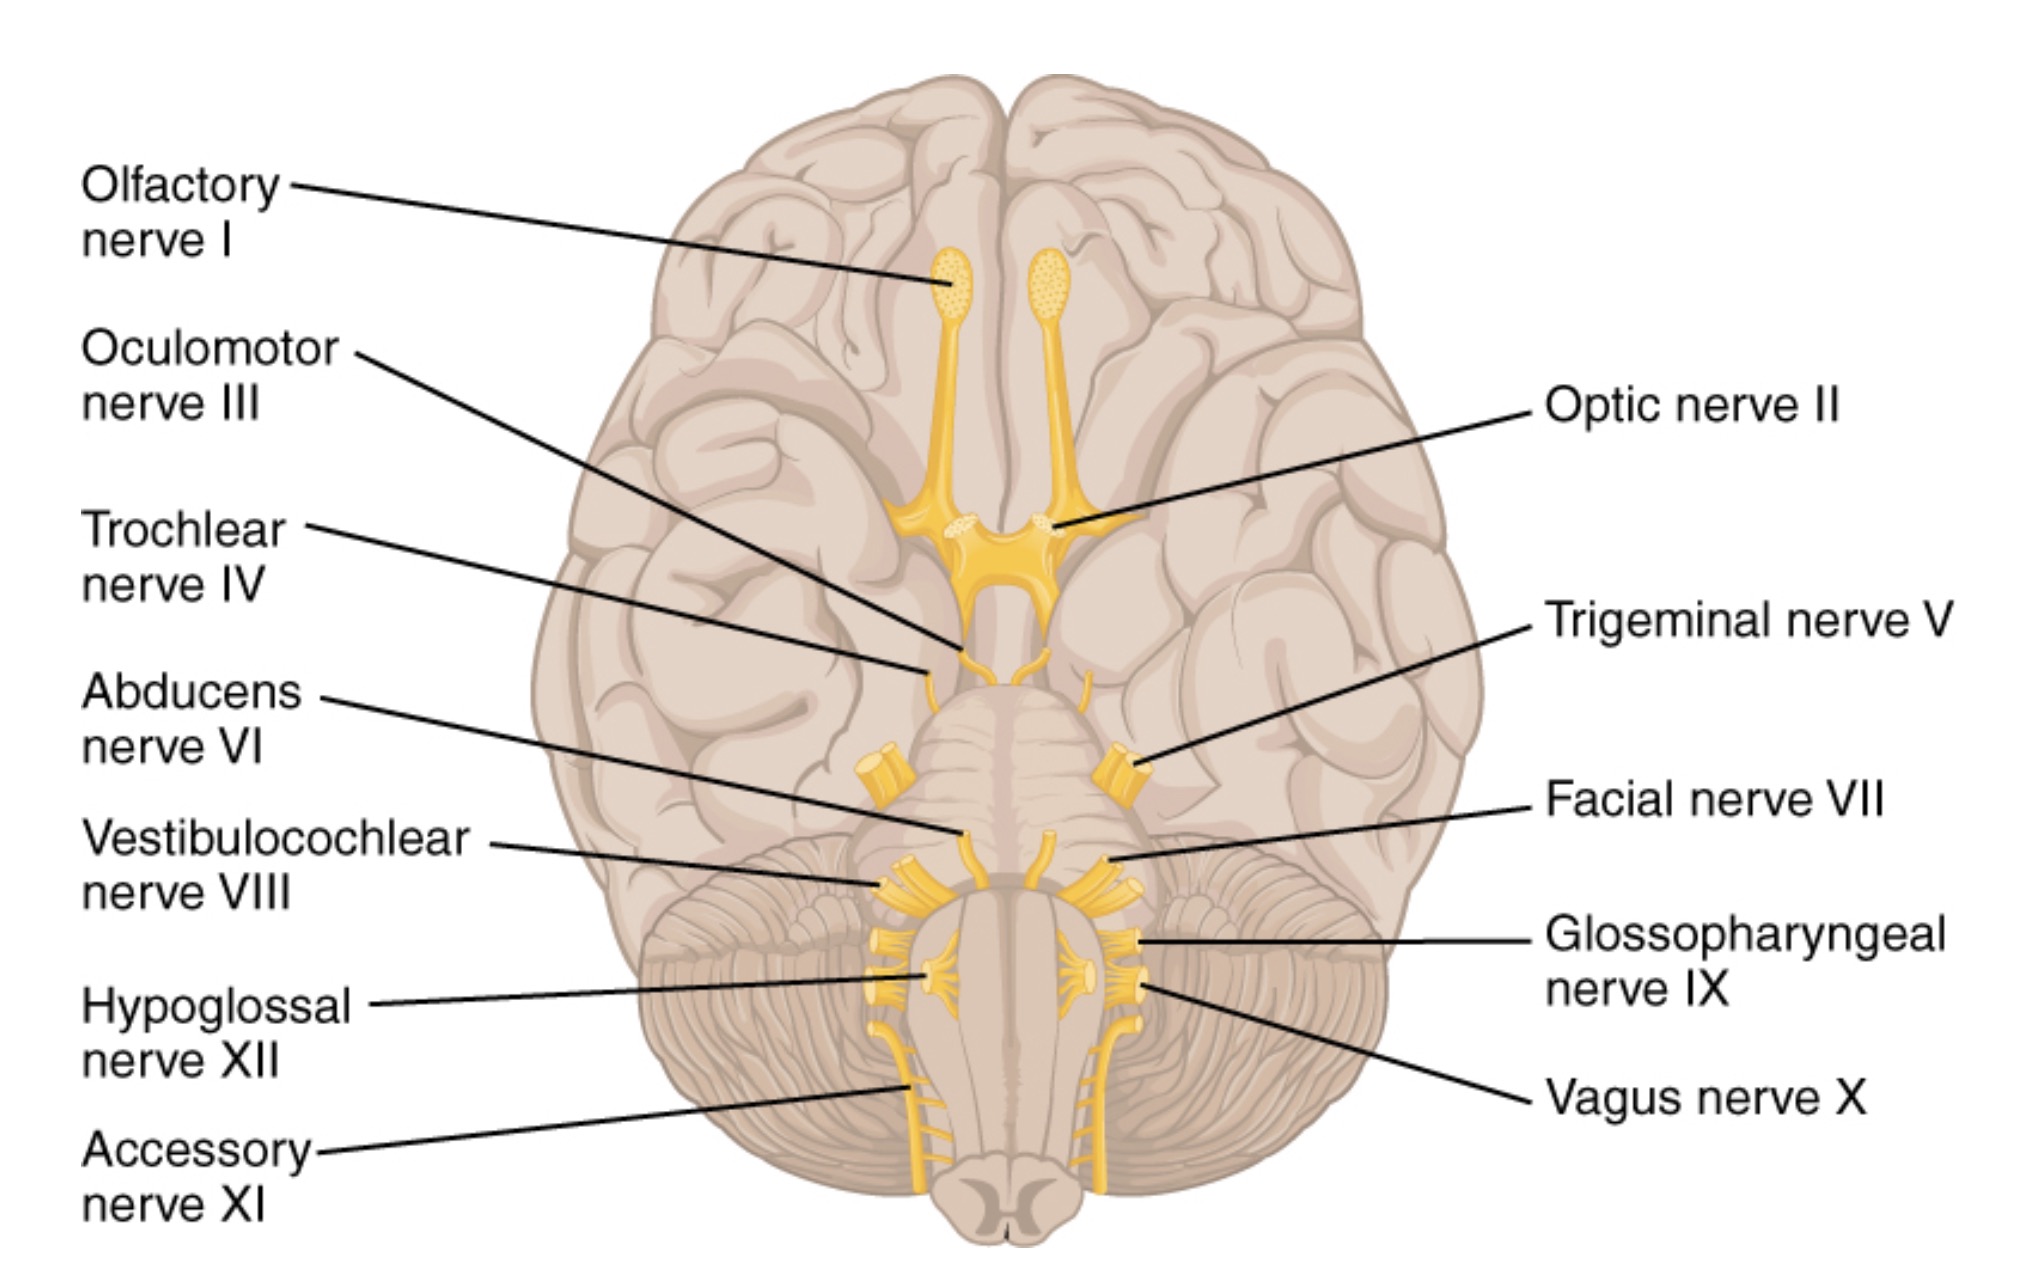 Olfactory
nerve I
Oculomotor
nerve III
Trochlear
nerve IV
Abducens
nerve VI
Vestibulocochlear
nerve VIII
Hypoglossal
nerve XII
Accessory
nerve XI
Optic nerve II
Trigeminal nerve V
Facial nerve VII
Glossopharyngeal
nerve IX
Vagus nerve X